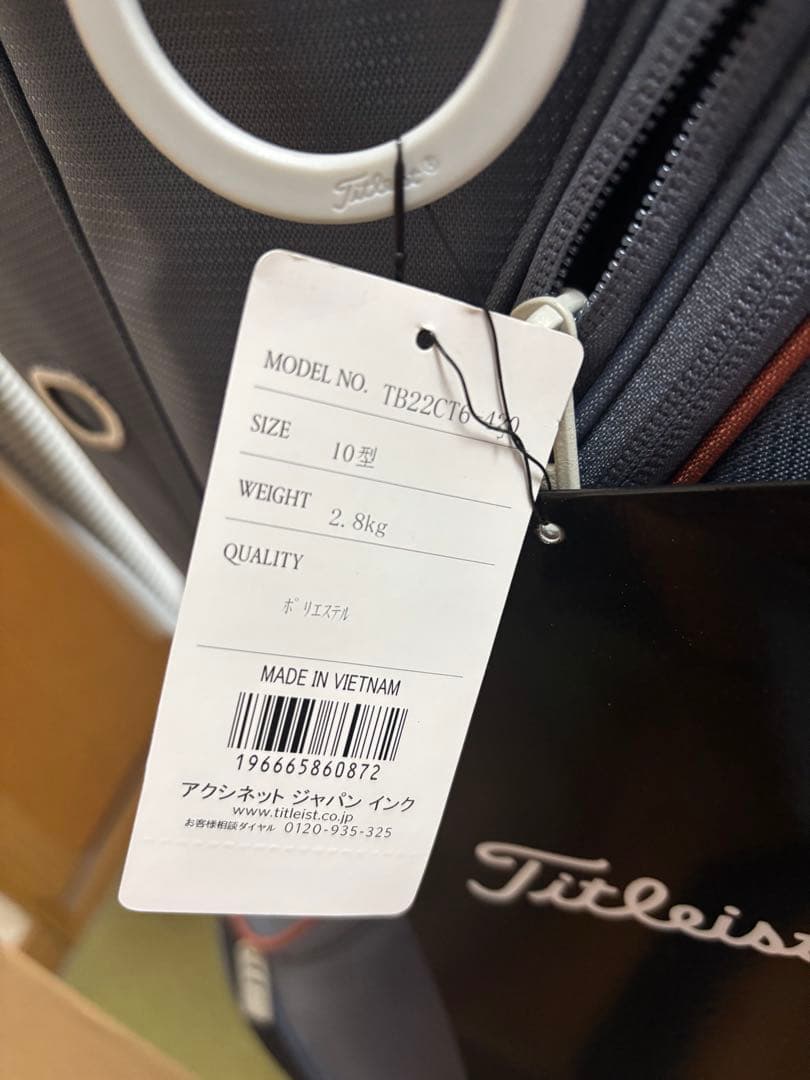 Titleist®
MODEL NO. TB22CT6-430
SIZE 10型
WEIGHT 2.8kg
QUALITY
ﾎﾟﾘｴｽﾃﾙ
MADE IN VIETNAM
196665860872
アクシネット ジャパン インク
www.titleist.co.jp
お客様相談ダイヤル 0120-935-325
Titleist